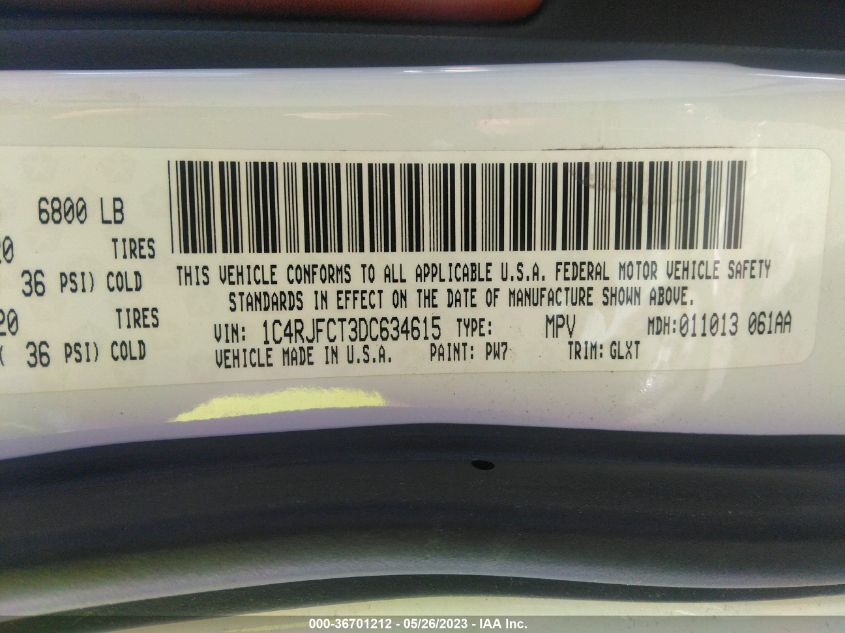 6800 LB
20 TIRES
36 PSI) COLD
20 TIRES
( 36 PSI) COLD
THIS VEHICLE CONFORMS TO ALL APPLICABLE U.S.A. FEDERAL MOTOR VEHICLE SAFETY
STANDARDS IN EFFECT ON THE DATE OF MANUFACTURE SHOWN ABOVE.
VIN: 1C4RJFCT3DC634615 TYPE: MPV MDH:011013 061AA
VEHICLE MADE IN U.S.A. PAINT: PW7 TRIM: GLXT
000-36701212 - 05/26/2023 - IAA Inc.